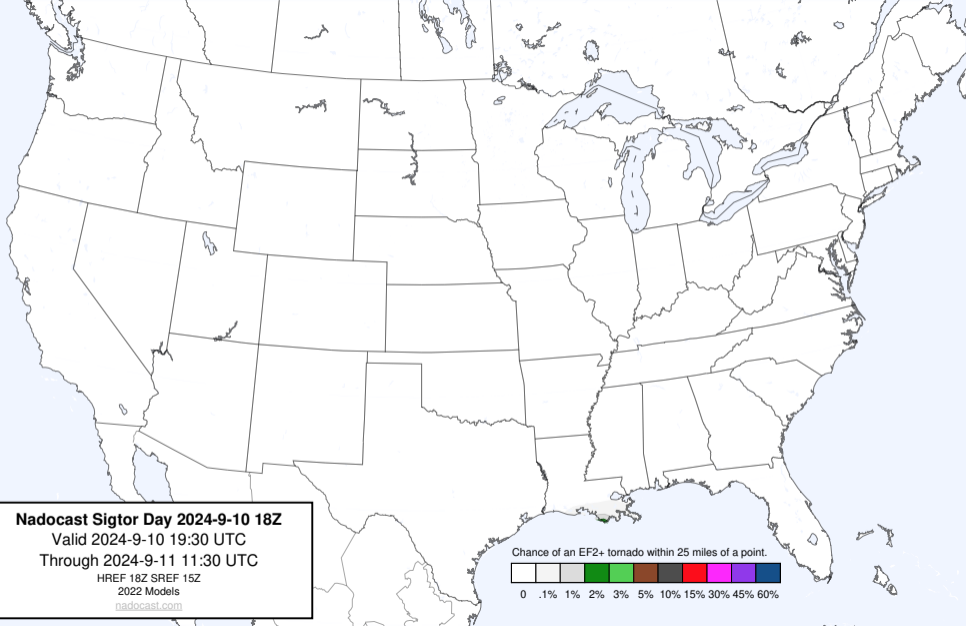 Nadocast Sigtor Day 2024-9-10 18Z
Valid 2024-9-10 19:30 UTC
Through 2024-9-11 11:30 UTC
HREF 18Z SREF 15Z
2022 Models
nadocast.com
Chance of an EF2+ tornado within 25 miles of a point.
0 .1% 1% 2% 3% 5% 10% 15% 30% 45% 60%